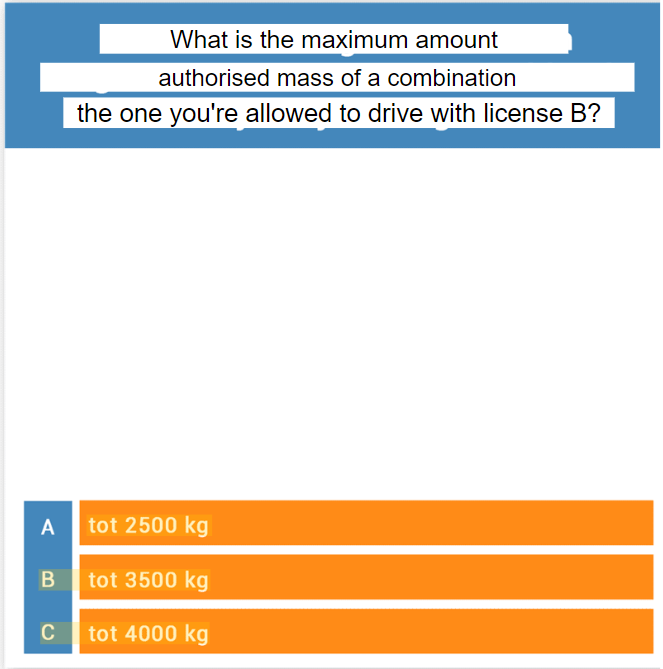 What is the maximum amount
authorised mass of a combination
the one you're allowed to drive with license B?
A tot 2500 kg
B tot 3500 kg
C tot 4000 kg